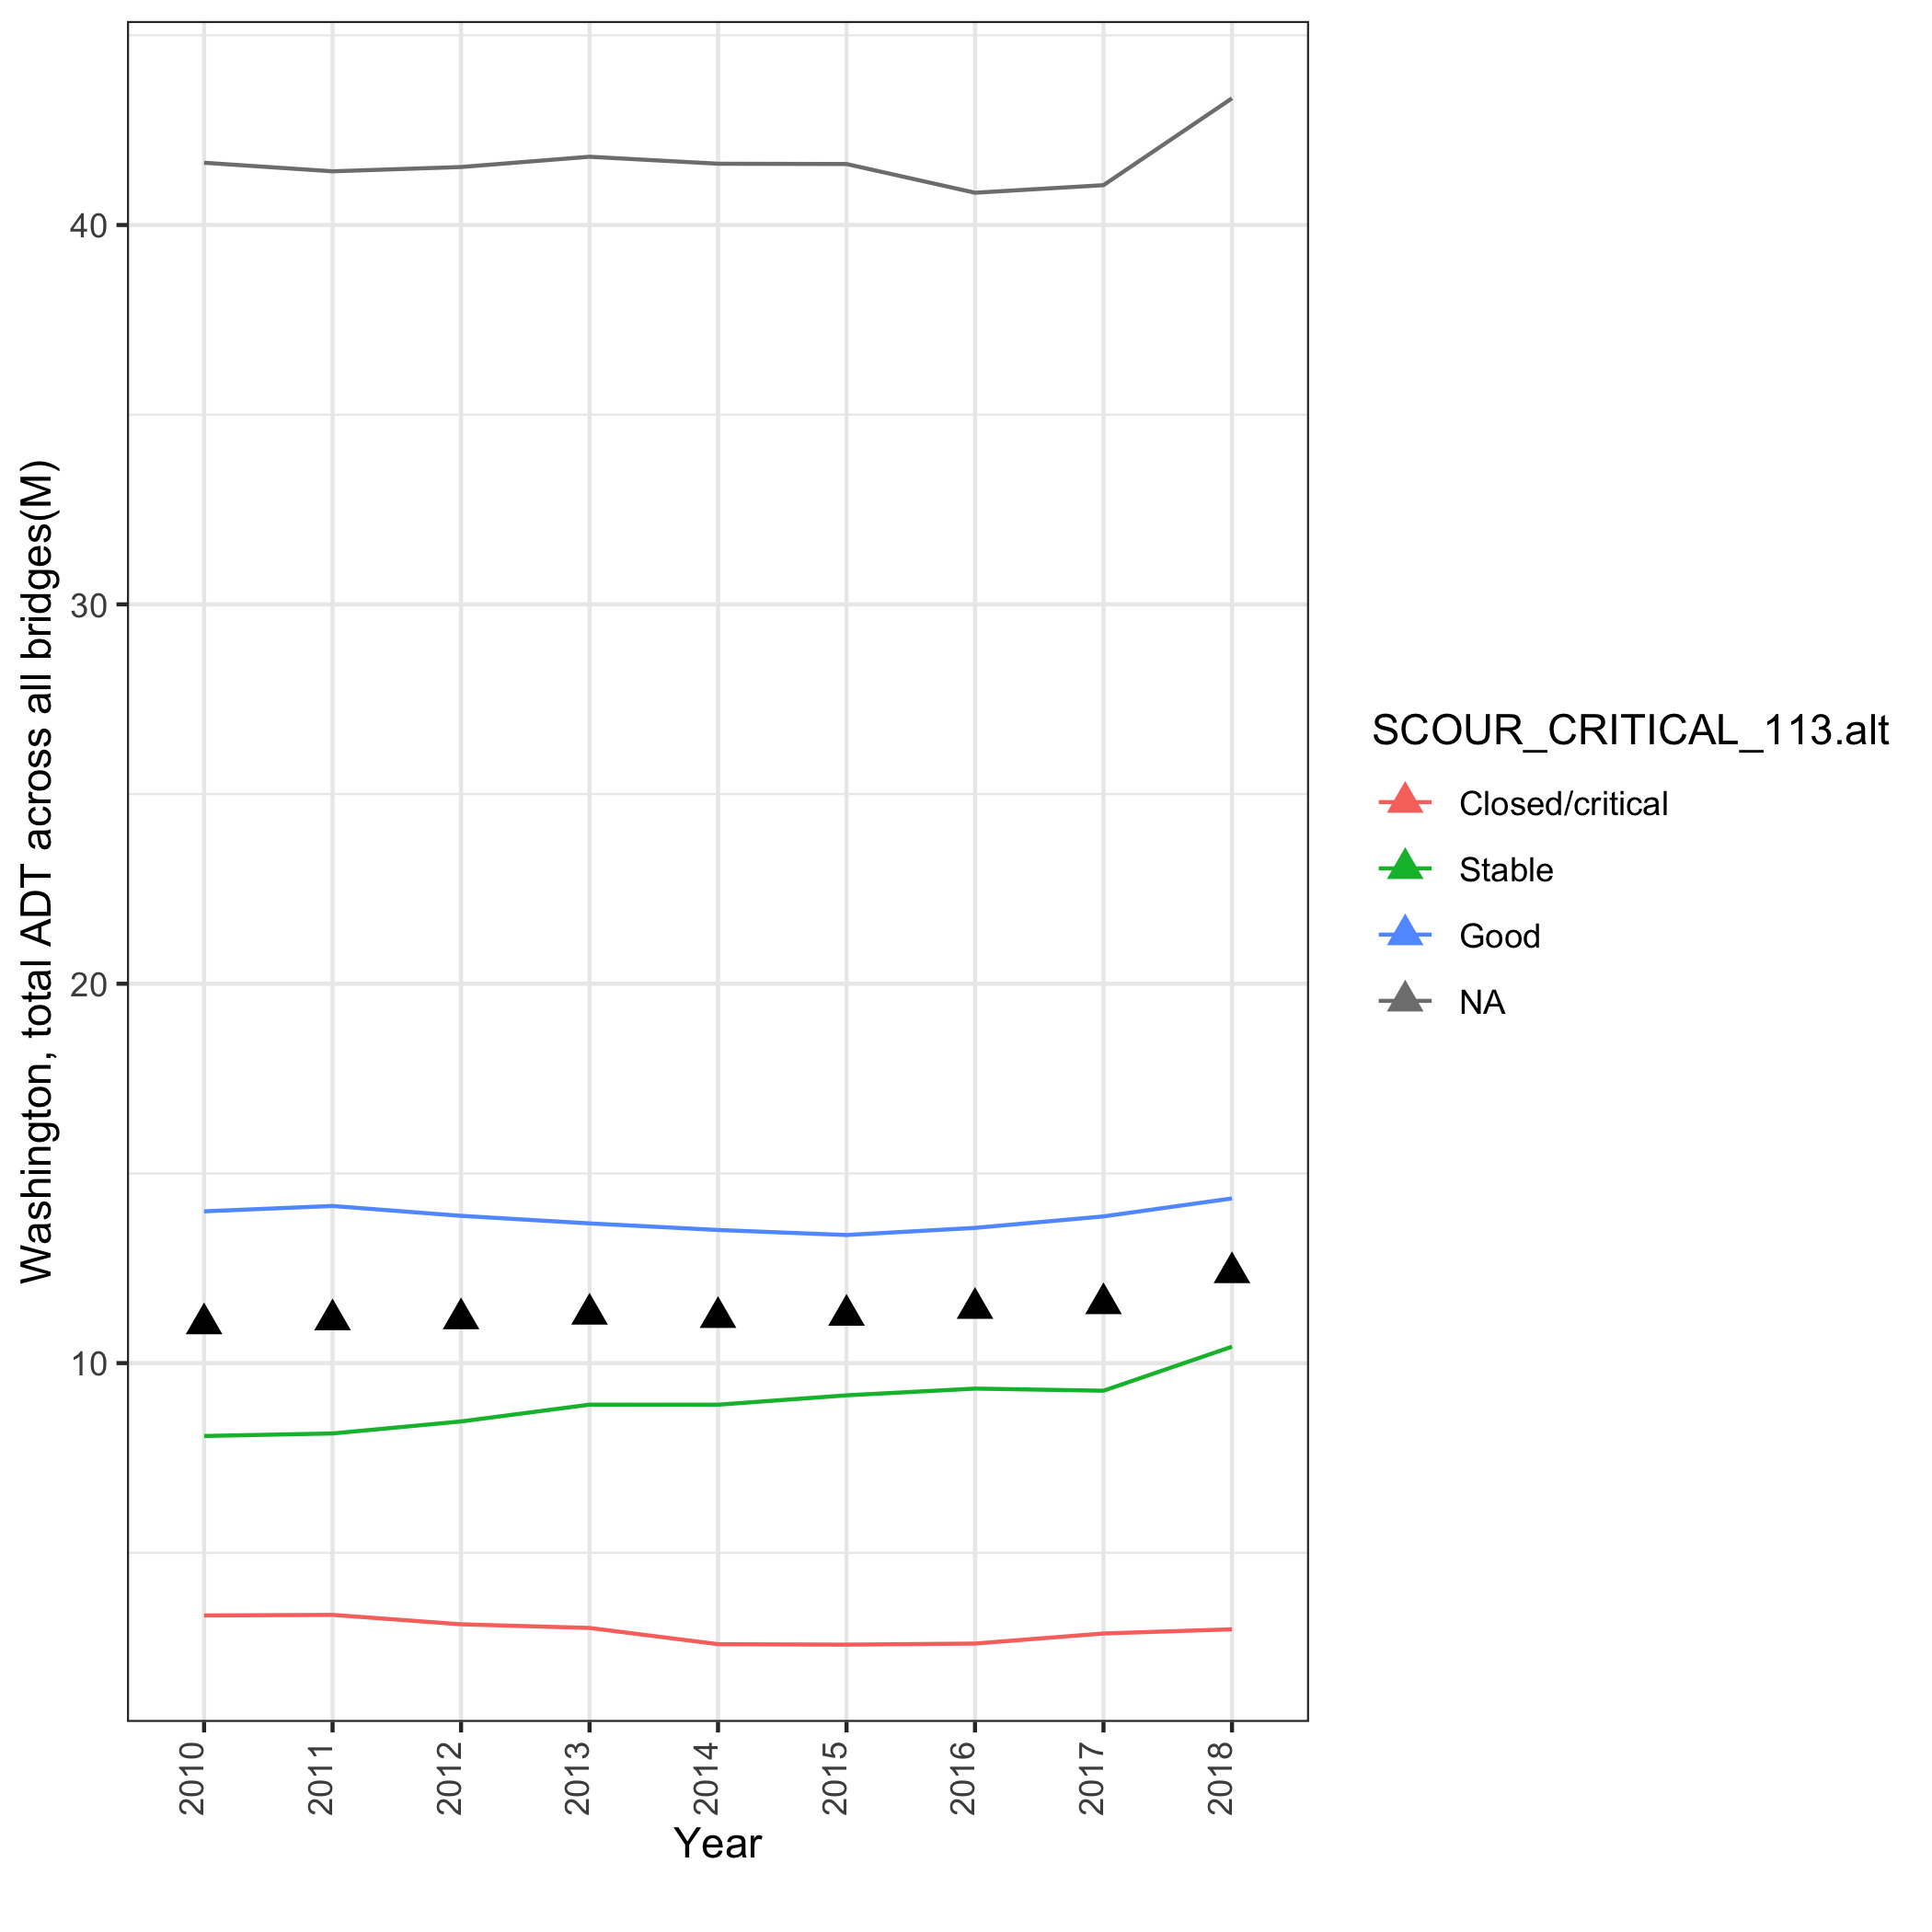 Washington, total ADT across all bridges(M)
40
30
20
10
2010
2011
2012
2013
2014
2015
2016
2017
2018
Year
SCOUR_CRITICAL_113.alt
Closed/critical
Stable
Good
NA